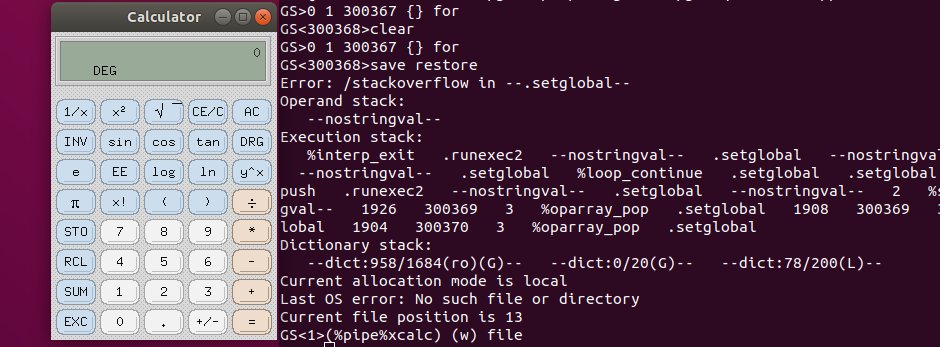 Calculator
0
DEG
1/x x² √ CE/C AC
INV sin cos tan DRG
e EE log ln y^x
π x! ( ) ÷
STO 7 8 9 *
RCL 4 5 6 -
SUM 1 2 3 +
EXC 0 . +/- =
GS>0 1 300367 {} for
GS<300368>clear
GS>0 1 300367 {} for
GS<300368>save restore
Error: /stackoverflow in --.setglobal--
Operand stack:
--nostringval--
Execution stack:
%interp_exit .runexec2 --nostringval-- .setglobal --nostringval
--nostringval-- .setglobal %loop_continue .setglobal .setglobal
push .runexec2 --nostringval-- .setglobal --nostringval-- 2 %s
gval-- 1926 300369 3 %oparray_pop .setglobal 1908 300369 3
lobal 1904 300370 3 %oparray_pop .setglobal
Dictionary stack:
--dict:958/1684(ro)(G)-- --dict:0/20(G)-- --dict:78/200(L)--
Current allocation mode is local
Last OS error: No such file or directory
Current file position is 13
GS<1>(%pipe%xcalc) (w) file